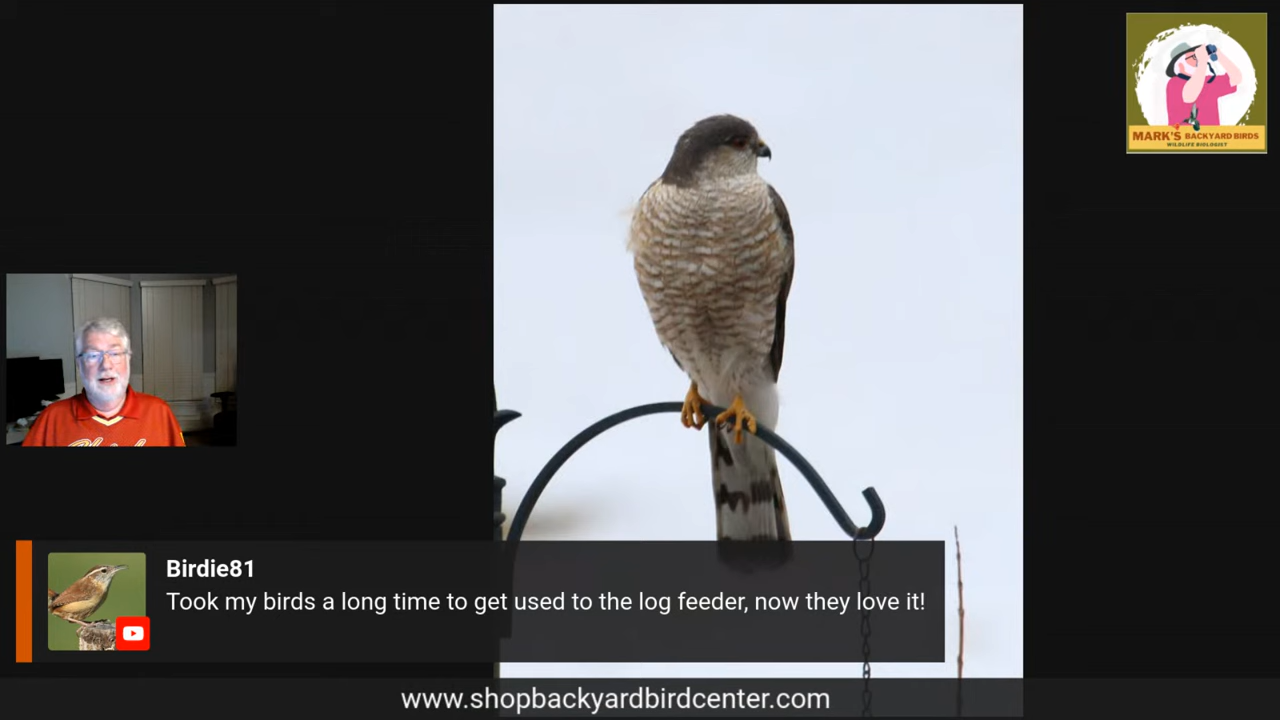 MARK'S BACKYARD BIRDS
WILDLIFE BIOLOGIST
Birdie81
Took my birds a long time to get used to the log feeder, now they love it!
www.shopbackyardbirdcenter.com